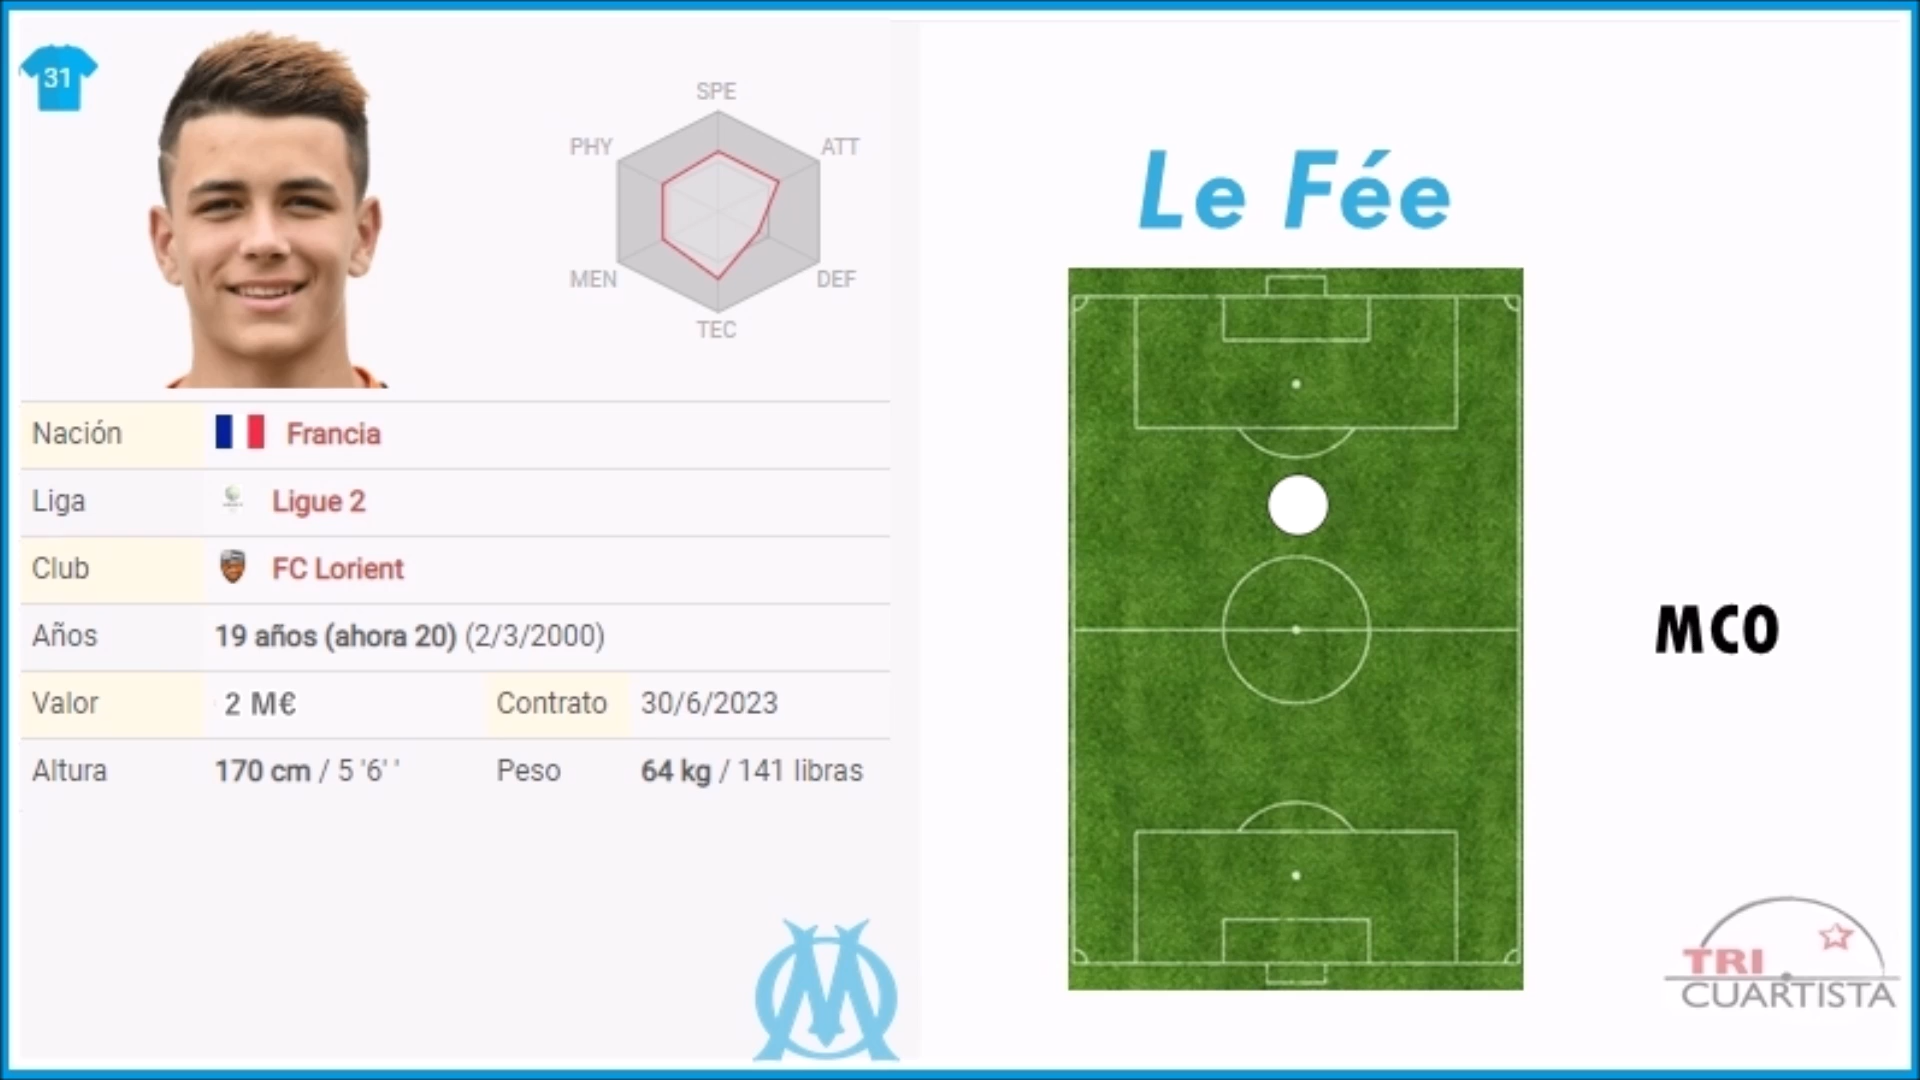 31
SPE
PHY
ATT
MEN
DEF
TEC
Nación Francia
Liga Ligue 2
Club FC Lorient
Años 19 años (ahora 20) (2/3/2000)
Valor 2 M€ Contrato 30/6/2023
Altura 170 cm / 5 '6' ' Peso 64 kg / 141 libras
Le Fée
MCO
TRI
CUARTISTA